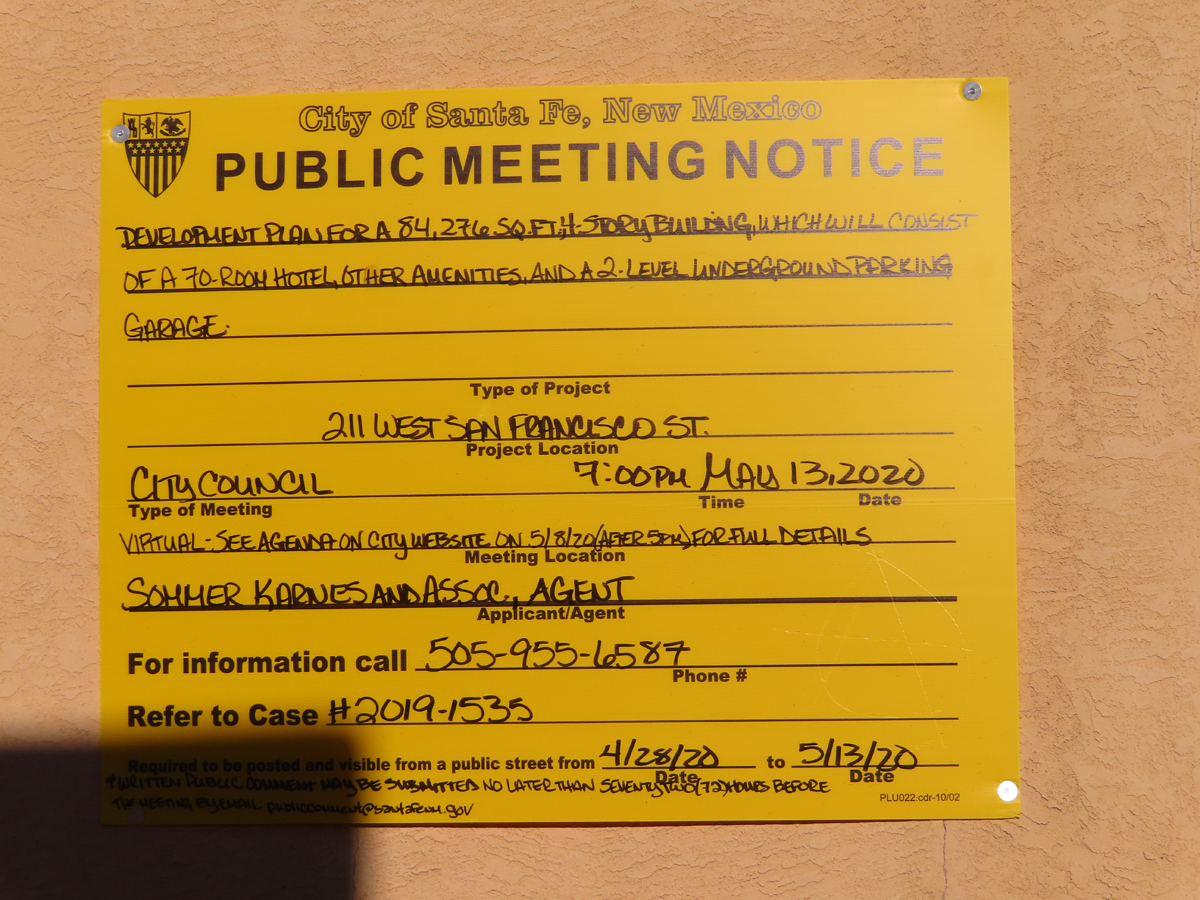 City of Santa Fe, New Mexico
PUBLIC MEETING NOTICE
DEVELOPMENT PLAN FOR A 84,276 SQ.FT, 4-STORY BUILDING, WHICH WILL CONSIST
OF A 70-ROOM HOTEL, OTHER AMENITIES, AND A 2-LEVEL UNDERGROUND PARKING
GARAGE.
Type of Project
211 WEST SAN FRANCISCO ST.
Project Location
CITY COUNCIL 7:00PM MAY 13, 2020
Type of Meeting Time Date
VIRTUAL - SEE AGENDA ON CITY WEBSITE ON 5/8/20 (AFTER 5PM) FOR FULL DETAILS
Meeting Location
SOMMER KARNES AND ASSOC., AGENT
Applicant/Agent
For information call 505-955-6587
Phone #
Refer to Case #2019-1535
Required to be posted and visible from a public street from 4/28/20 to 5/13/20
Date Date
* WRITTEN PUBLIC COMMENT MAY BE SUBMITTED NO LATER THAN SEVENTY TWO (72) HOURS BEFORE
THE MEETING BY EMAIL publiccomment@santafenm.gov
PLU022.cdr-10/02